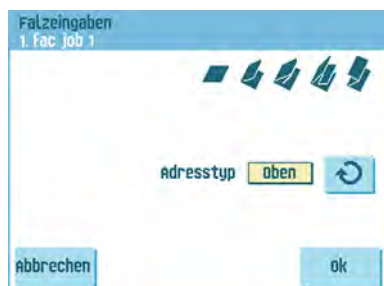 Falzeingaben
1. Fac job 1
Adresstyp oben
Abbrechen
ok